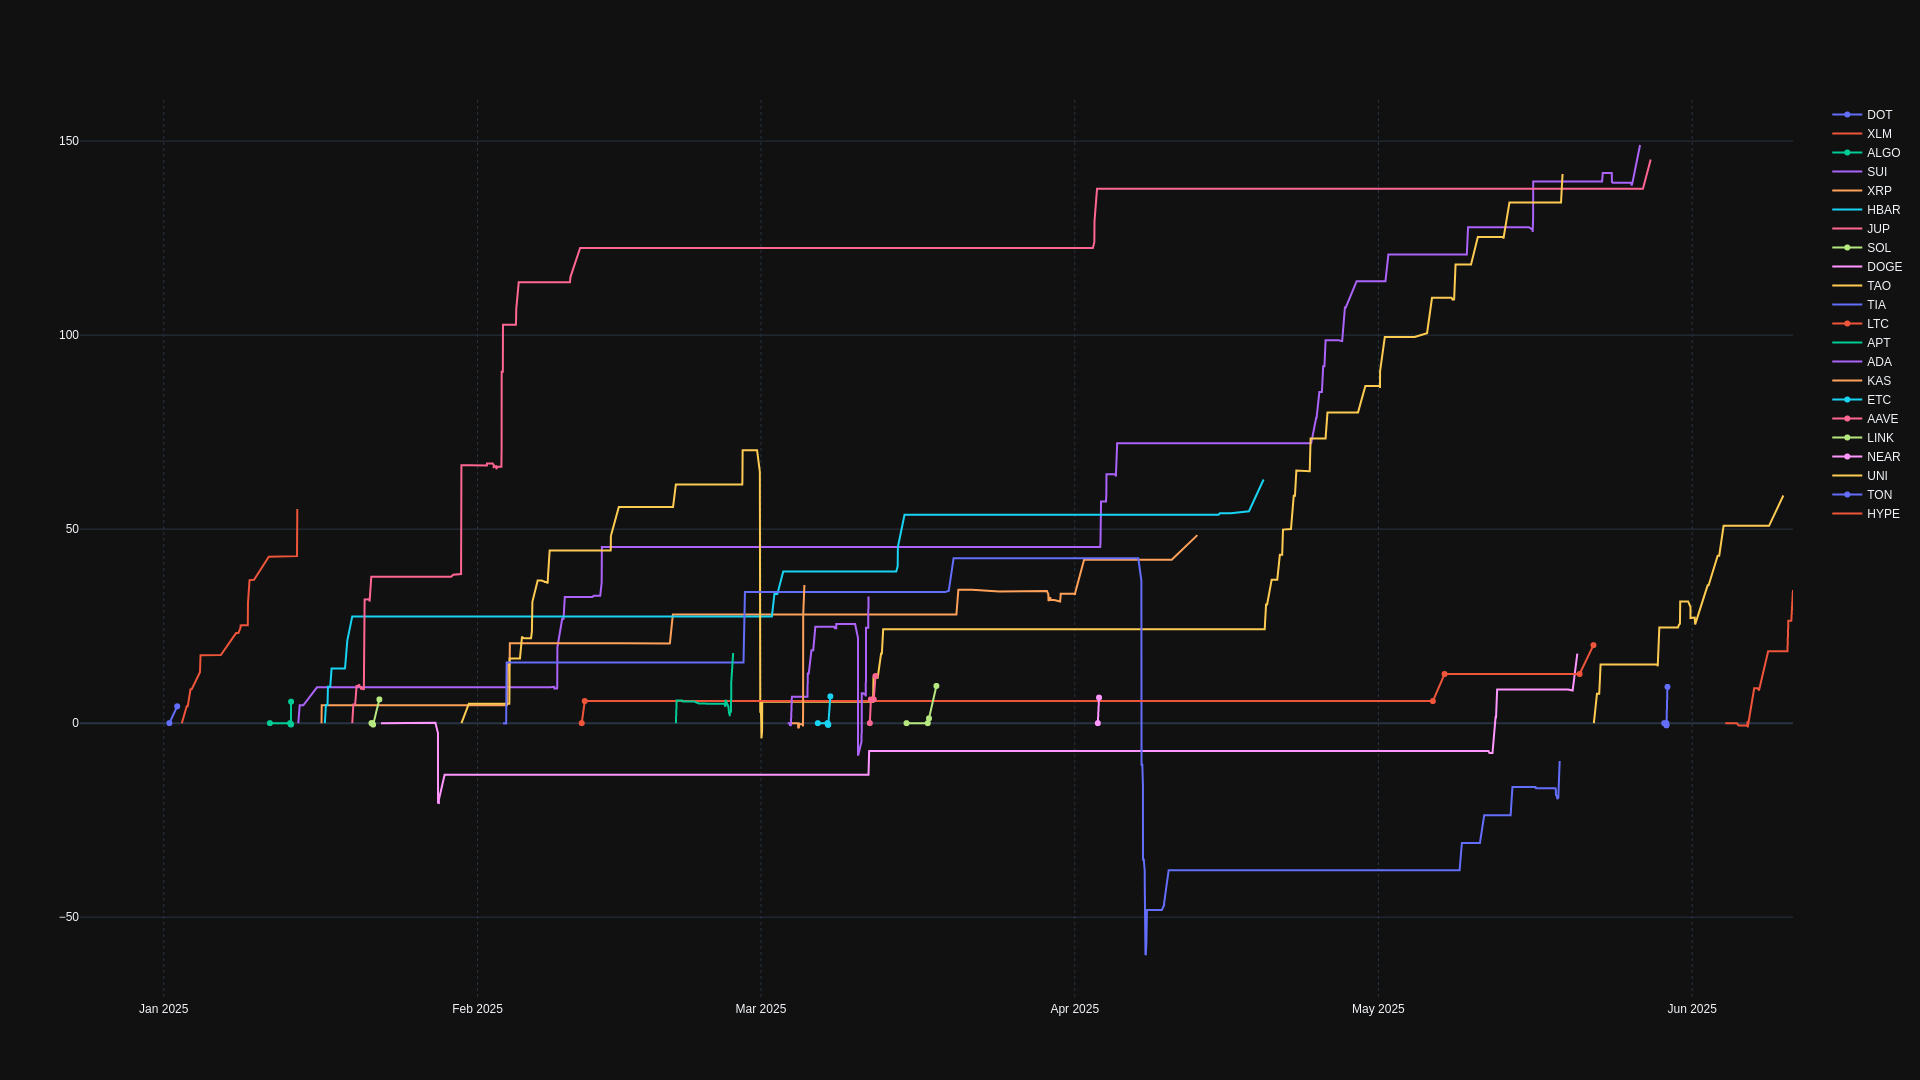 150
100
50
0
−50
Jan 2025
Feb 2025
Mar 2025
Apr 2025
May 2025
Jun 2025
DOT
XLM
ALGO
SUI
XRP
HBAR
JUP
SOL
DOGE
TAO
TIA
LTC
APT
ADA
KAS
ETC
AAVE
LINK
NEAR
UNI
TON
HYPE